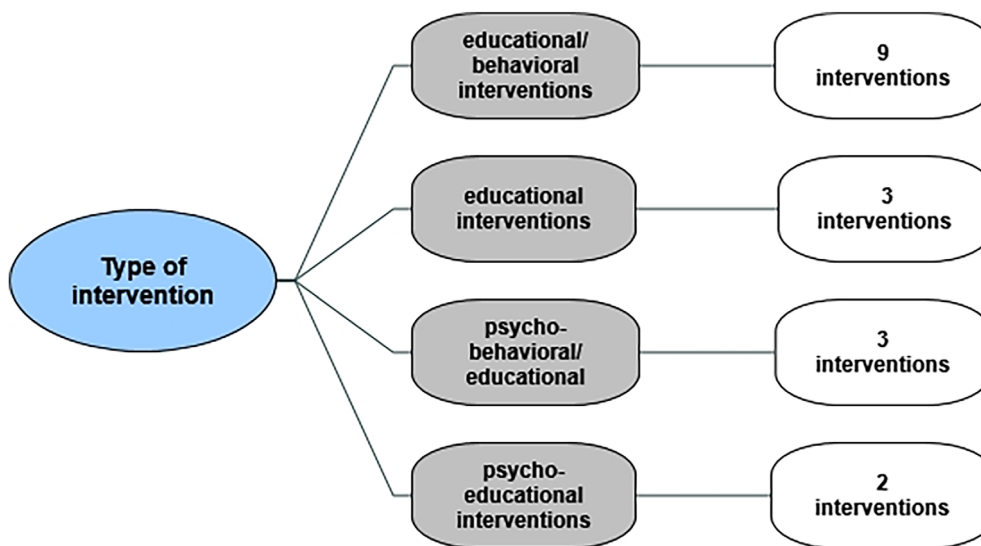 educational/
behavioral
interventions
9
interventions
educational
interventions
3
interventions
Type of
intervention
psycho-
behavioral/
educational
3
interventions
psycho-
educational
interventions
2
interventions